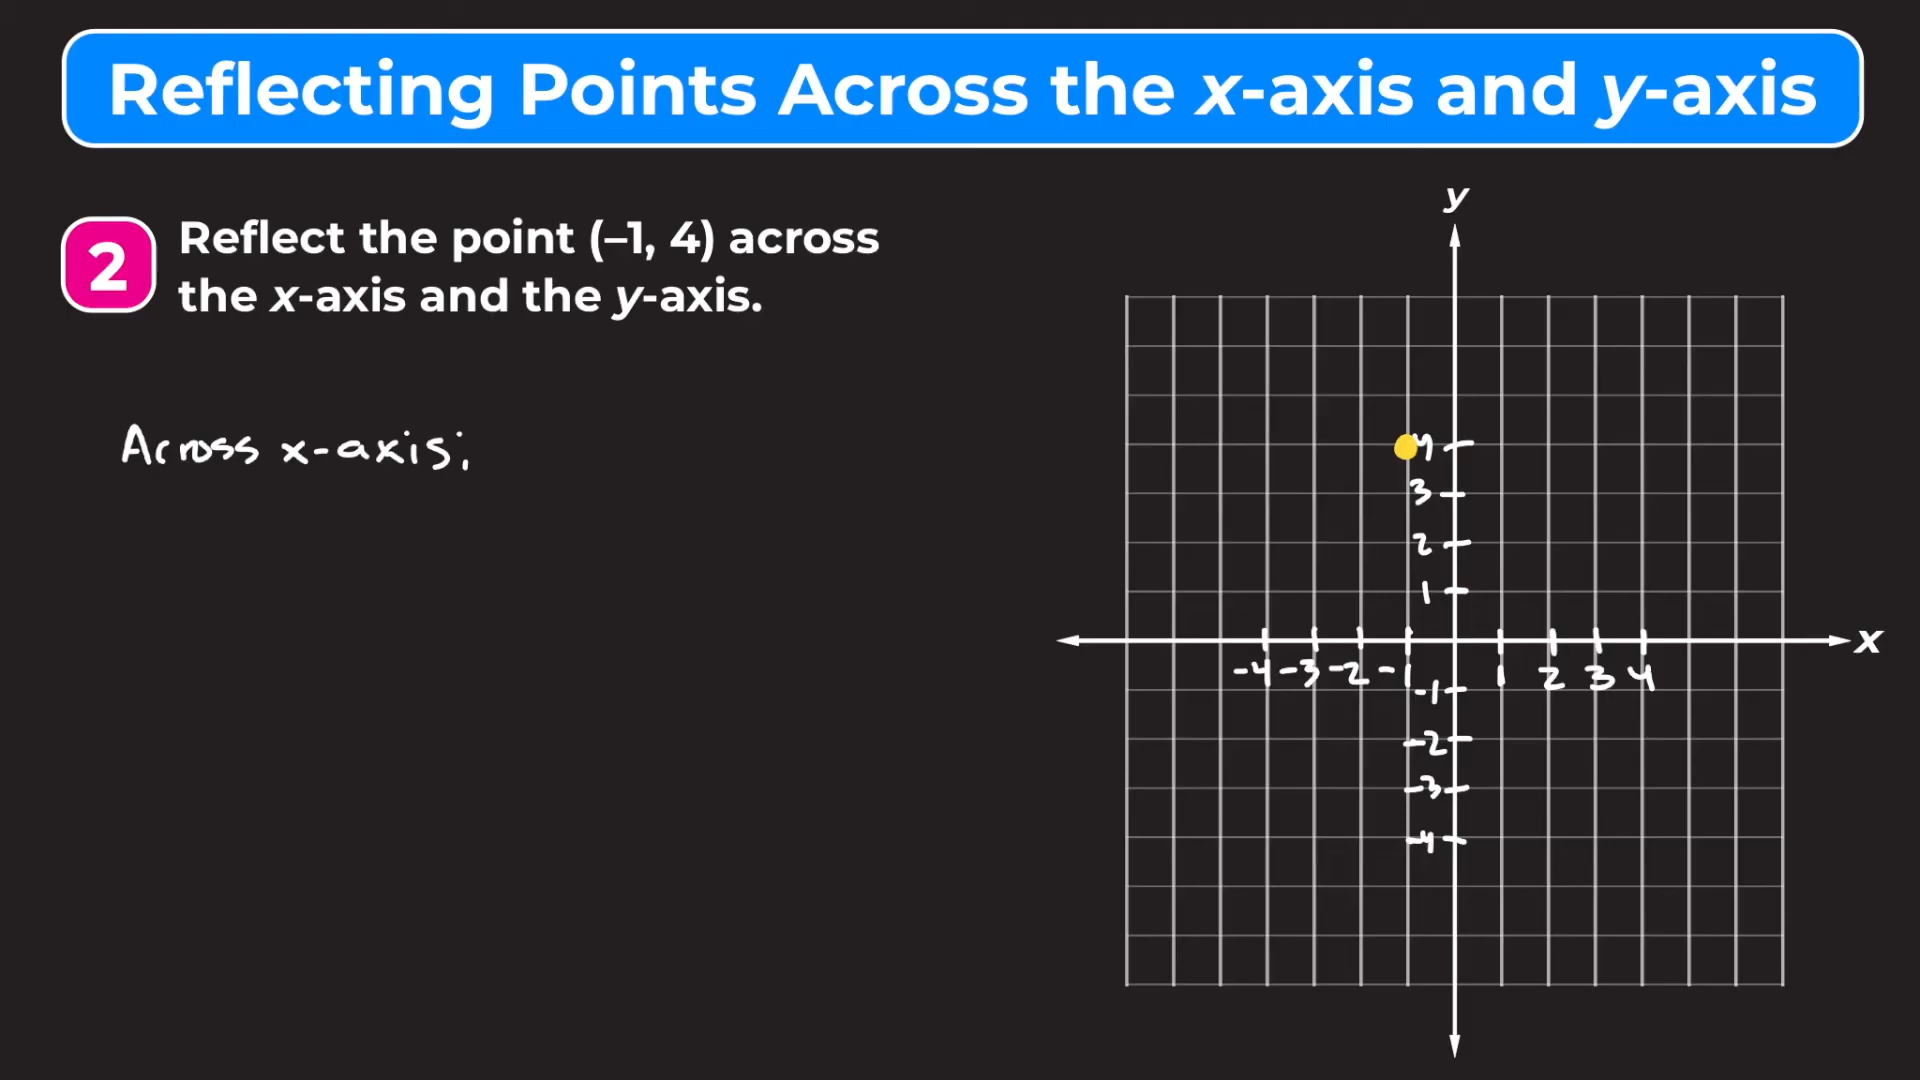 Reflecting Points Across the x-axis and y-axis
2
Reflect the point (–1, 4) across
the x-axis and the y-axis.
Across x-axis:
y
4
3
2
1
x
-4 -3 -2 -1 1 2 3 4
-1
-2
-3
-4